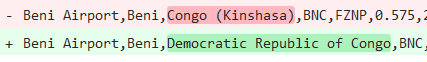 - Beni Airport,Beni,Congo (Kinshasa),BNC,FZNP,0.575,2
+ Beni Airport,Beni,Democratic Republic of Congo,BNC,